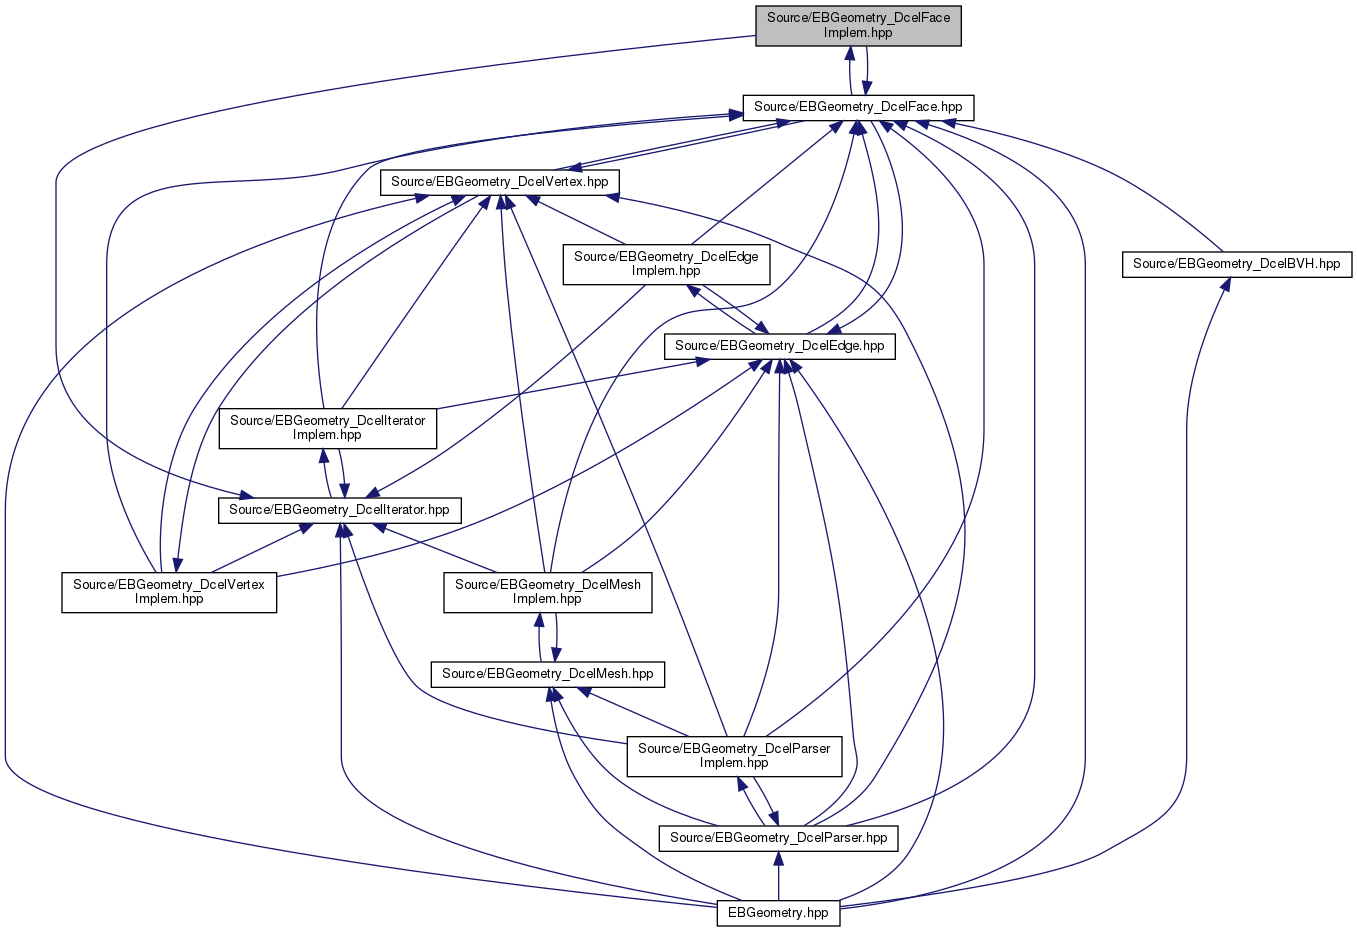 Source/EBGeometry_DcelFace
Implem.hpp
Source/EBGeometry_DcelFace.hpp
Source/EBGeometry_DcelVertex.hpp
Source/EBGeometry_DcelEdge
Implem.hpp
Source/EBGeometry_DcelBVH.hpp
Source/EBGeometry_DcelEdge.hpp
Source/EBGeometry_DcelIterator
Implem.hpp
Source/EBGeometry_DcelIterator.hpp
Source/EBGeometry_DcelVertex
Implem.hpp
Source/EBGeometry_DcelMesh
Implem.hpp
Source/EBGeometry_DcelMesh.hpp
Source/EBGeometry_DcelParser
Implem.hpp
Source/EBGeometry_DcelParser.hpp
EBGeometry.hpp